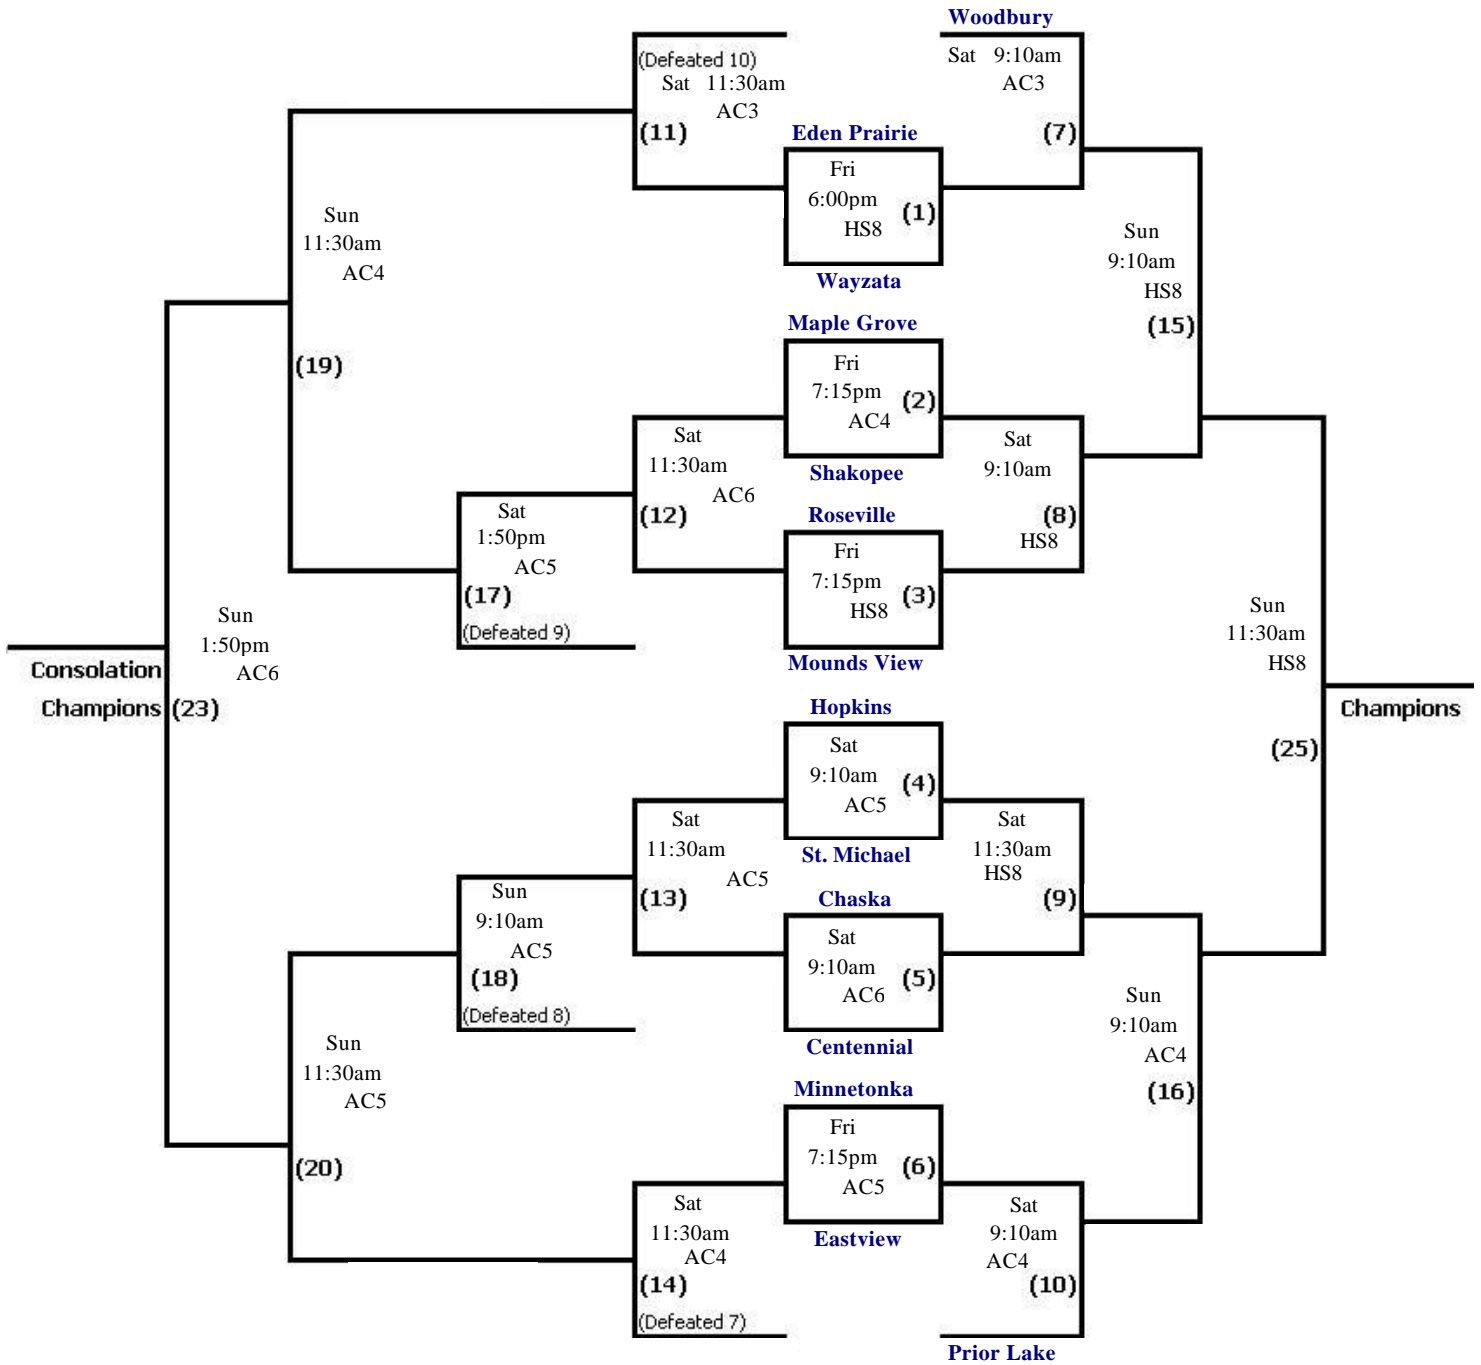 Woodbury
(Defeated 10)
Sat 11:30am
AC3
(11)
Sat 9:10am
AC3
(7)
Eden Prairie
Fri
6:00pm
HS8
(1)
Wayzata
Sun
11:30am
AC4
(19)
Sun
9:10am
HS8
(15)
Maple Grove
Fri
7:15pm
AC4
(2)
Shakopee
Sat
11:30am
AC6
(12)
Sat
9:10am
(8)
HS8
Roseville
Fri
7:15pm
HS8
(3)
Mounds View
Sat
1:50pm
AC5
(17)
(Defeated 9)
Sun
1:50pm
AC6
Consolation
Champions (23)
Sun
11:30am
HS8
(25)
Champions
Hopkins
Sat
9:10am
AC5
(4)
St. Michael
Sat
11:30am
AC5
(13)
Sat
11:30am
HS8
(9)
Chaska
Sat
9:10am
AC6
(5)
Centennial
Sun
9:10am
AC5
(18)
(Defeated 8)
Sun
9:10am
AC4
(16)
Sun
11:30am
AC5
(20)
Minnetonka
Fri
7:15pm
AC5
(6)
Eastview
Sat
11:30am
AC4
(14)
(Defeated 7)
Sat
9:10am
AC4
(10)
Prior Lake